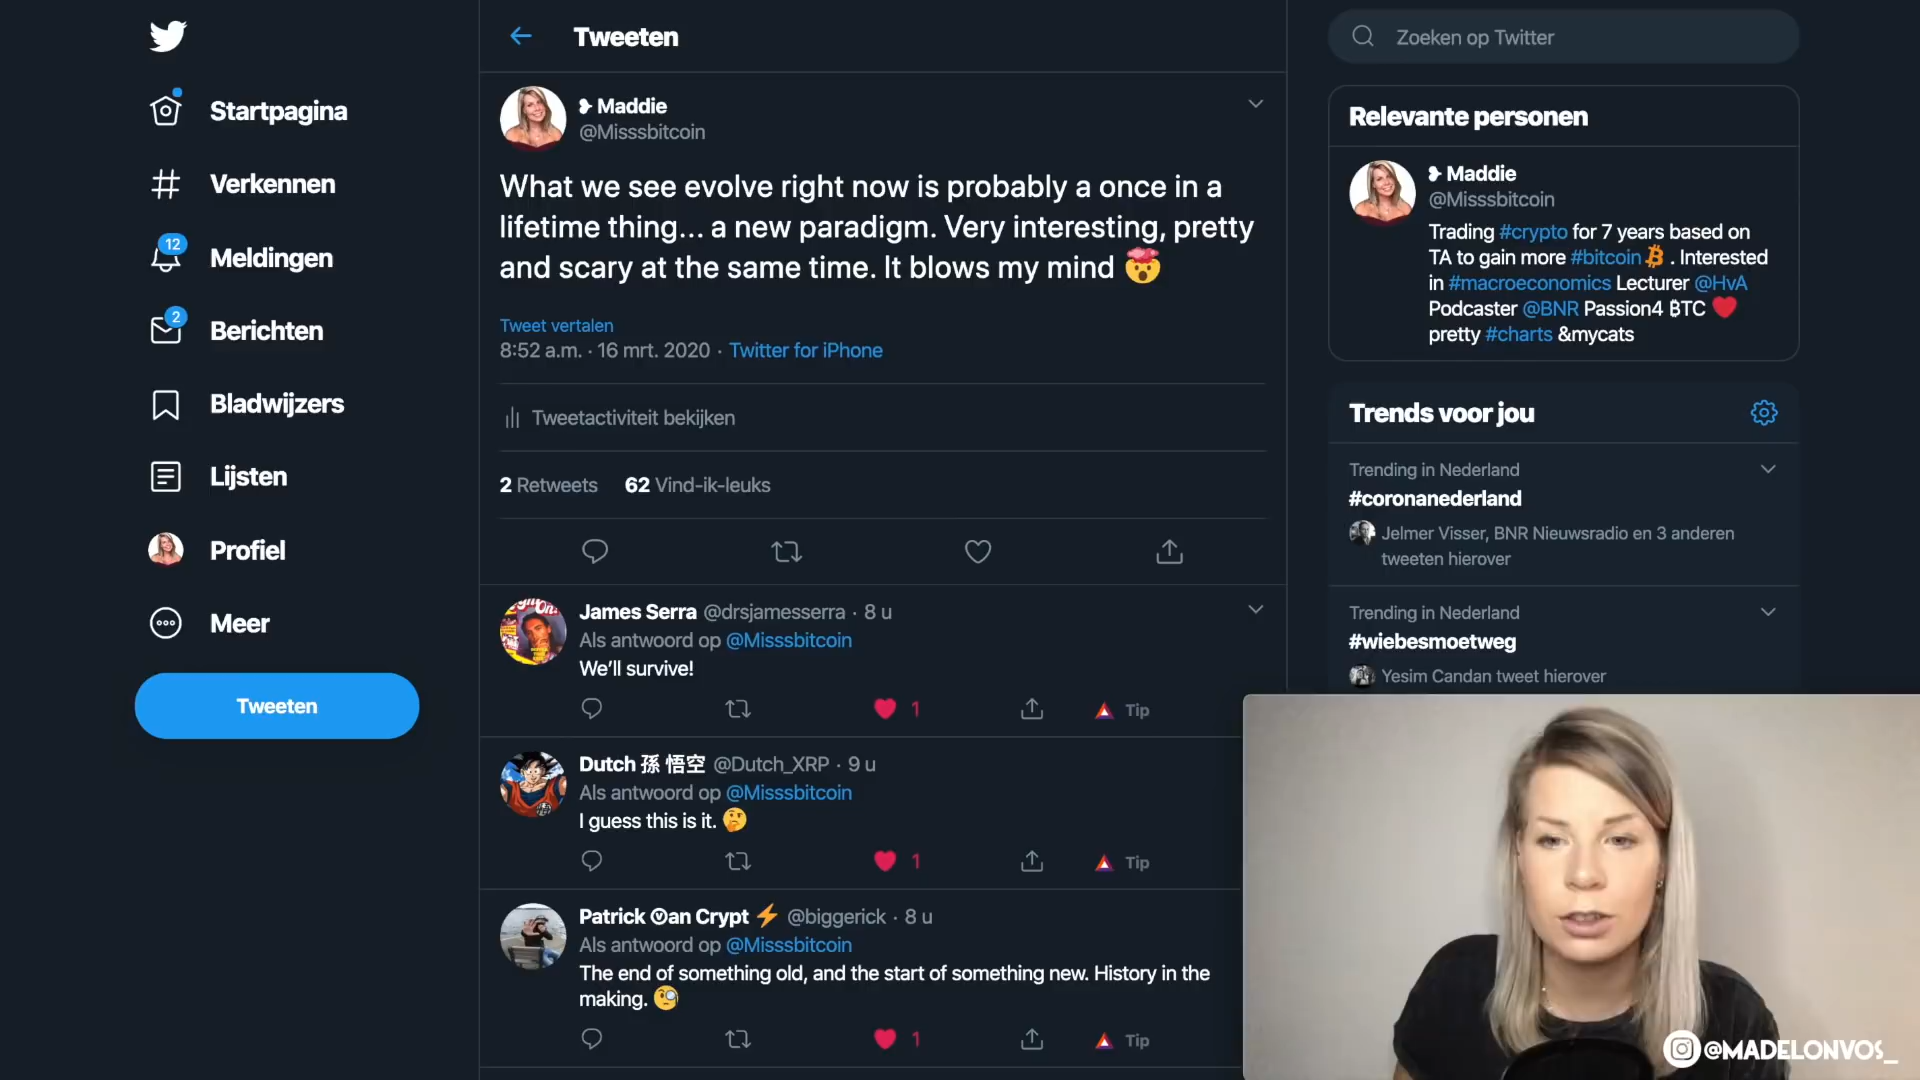 Startpagina
Verkennen
12
Meldingen
2
Berichten
Bladwijzers
Lijsten
Profiel
Meer
Tweeten
Tweeten
Maddie
@Misssbitcoin
What we see evolve right now is probably a once in a
lifetime thing... a new paradigm. Very interesting, pretty
and scary at the same time. It blows my mind 🤯
Tweet vertalen
8:52 a.m. · 16 mrt. 2020 · Twitter for iPhone
Tweetactiviteit bekijken
2 Retweets 62 Vind-ik-leuks
James Serra @drsjamesserra · 8 u
Als antwoord op @Misssbitcoin
We'll survive!
1 Tip
Dutch 孫 悟空 @Dutch_XRP · 9 u
Als antwoord op @Misssbitcoin
I guess this is it. 🤔
1 Tip
Patrick Ⓥan Crypt ⚡ @biggerick · 8 u
Als antwoord op @Misssbitcoin
The end of something old, and the start of something new. History in the
making. 🧐
1 Tip
Zoeken op Twitter
Relevante personen
Maddie
@Misssbitcoin
Trading #crypto for 7 years based on
TA to gain more #bitcoin₿ . Interested
in #macroeconomics Lecturer @HvA
Podcaster @BNR Passion4 ₿TC ❤️
pretty #charts &mycats
Trends voor jou
Trending in Nederland
#coronanederland
Jelmer Visser, BNR Nieuwsradio en 3 anderen
tweeten hierover
Trending in Nederland
#wiebesmoetweg
Yesim Candan tweet hierover
@MADELONVOS_